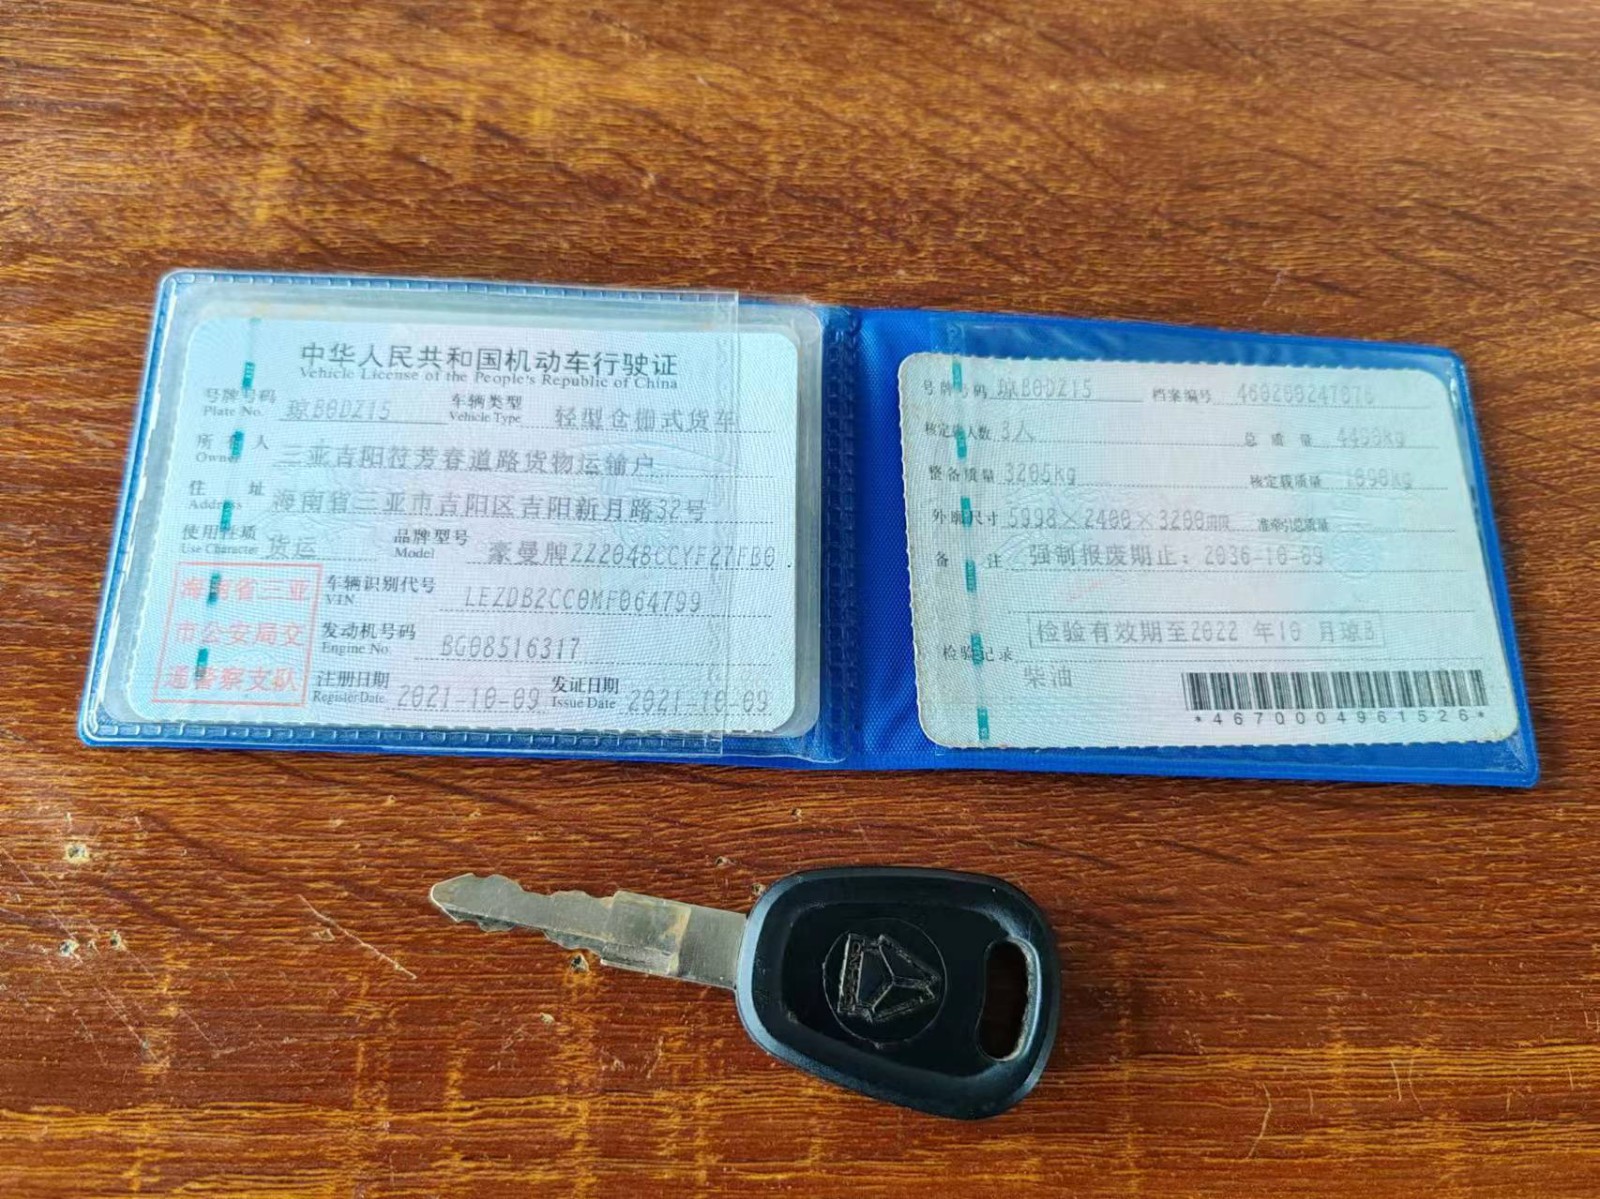 中华人民共和国机动车行驶证
Vehicle License of the People's Republic of China
号牌号码 琼B0DZ15 车辆类型 轻型仓栅式货车
Plate No. Vehicle Type
所有人 三亚吉阳符芳春道路货物运输户
Owner
住址 海南省三亚市吉阳区吉阳新月路32号
Address
使用性质 货运 品牌型号 豪曼牌ZZ2048CCYF27FB0
Use Character Model
海南省三亚
市公安局交
通警察支队
车辆识别代号 LEZDB2CC0MF064799
VIN
发动机号码 BG08516317
Engine No.
注册日期 2021-10-09 发证日期 2021-10-09
Register Date Issue Date
号牌号码 琼B0DZ15 档案编号 460200247076
核定载人数 3人 总质量 4490kg
整备质量 3205kg 核定载质量 1090kg
外廓尺寸 5998×2400×3200mm 准牵引总质量
备注 强制报废期止：2036-10-09
检验有效期至2022年10月琼B
检验记录
柴油
*4670004961526*